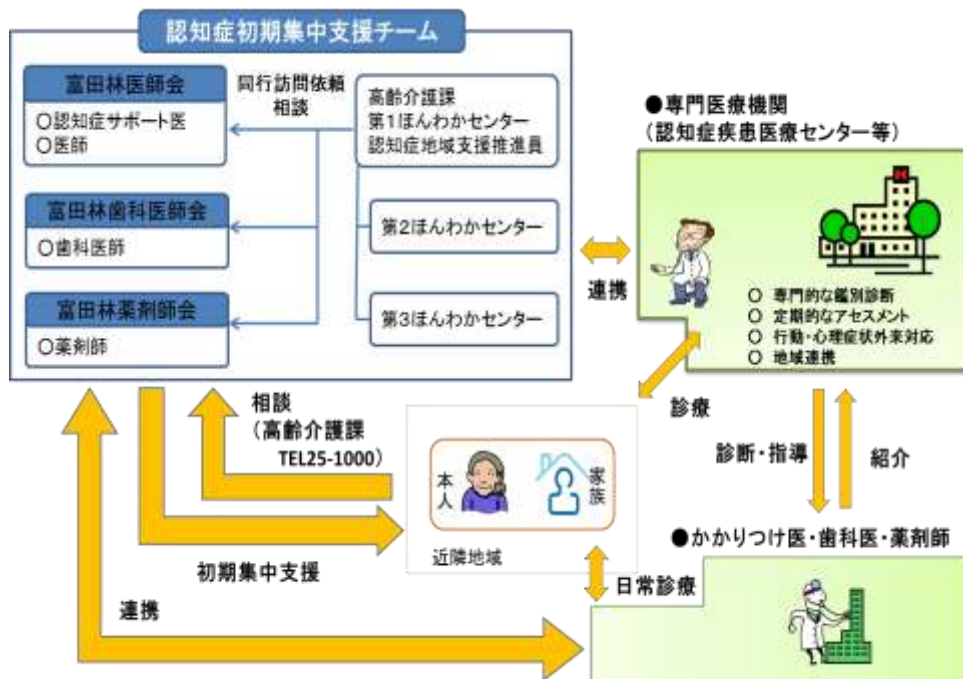 認知症初期集中支援チーム
富田林医師会
○認知症サポート医
○医師
同行訪問依頼
相談
高齢介護課
第1ほんわかセンター
認知症地域支援推進員
富田林歯科医師会
○歯科医師
第2ほんわかセンター
富田林薬剤師会
○薬剤師
第3ほんわかセンター
連携
●専門医療機関
（認知症疾患医療センター等）
H
○ 専門的な鑑別診断
○ 定期的なアセスメント
○ 行動・心理症状外来対応
○ 地域連携
相談
（高齢介護課
TEL25-1000）
診療
診断・指導
紹介
本人
家族
近隣地域
初期集中支援
連携
日常診療
●かかりつけ医・歯科医・薬剤師